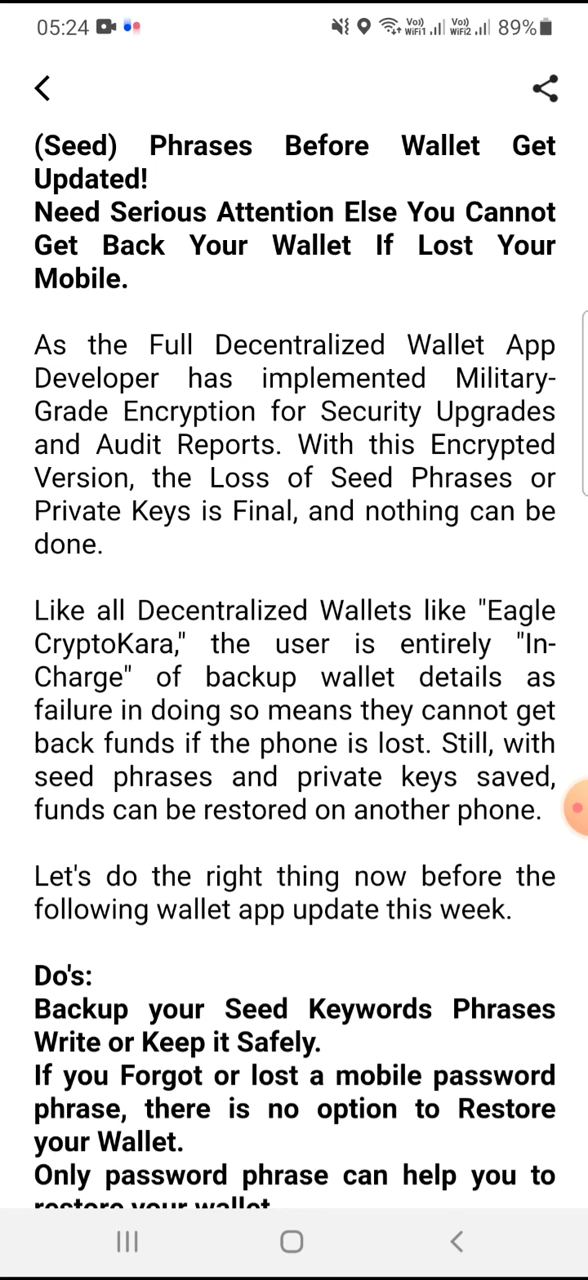 05:24 Vo)) WiFi1 Vo)) WiFi2 89%
(Seed) Phrases Before Wallet Get
Updated!
Need Serious Attention Else You Cannot
Get Back Your Wallet If Lost Your
Mobile.
As the Full Decentralized Wallet App
Developer has implemented Military-
Grade Encryption for Security Upgrades
and Audit Reports. With this Encrypted
Version, the Loss of Seed Phrases or
Private Keys is Final, and nothing can be
done.
Like all Decentralized Wallets like "Eagle
CryptoKara," the user is entirely "In-
Charge" of backup wallet details as
failure in doing so means they cannot get
back funds if the phone is lost. Still, with
seed phrases and private keys saved,
funds can be restored on another phone.
Let's do the right thing now before the
following wallet app update this week.
Do's:
Backup your Seed Keywords Phrases
Write or Keep it Safely.
If you Forgot or lost a mobile password
phrase, there is no option to Restore
your Wallet.
Only password phrase can help you to
restore your wallet